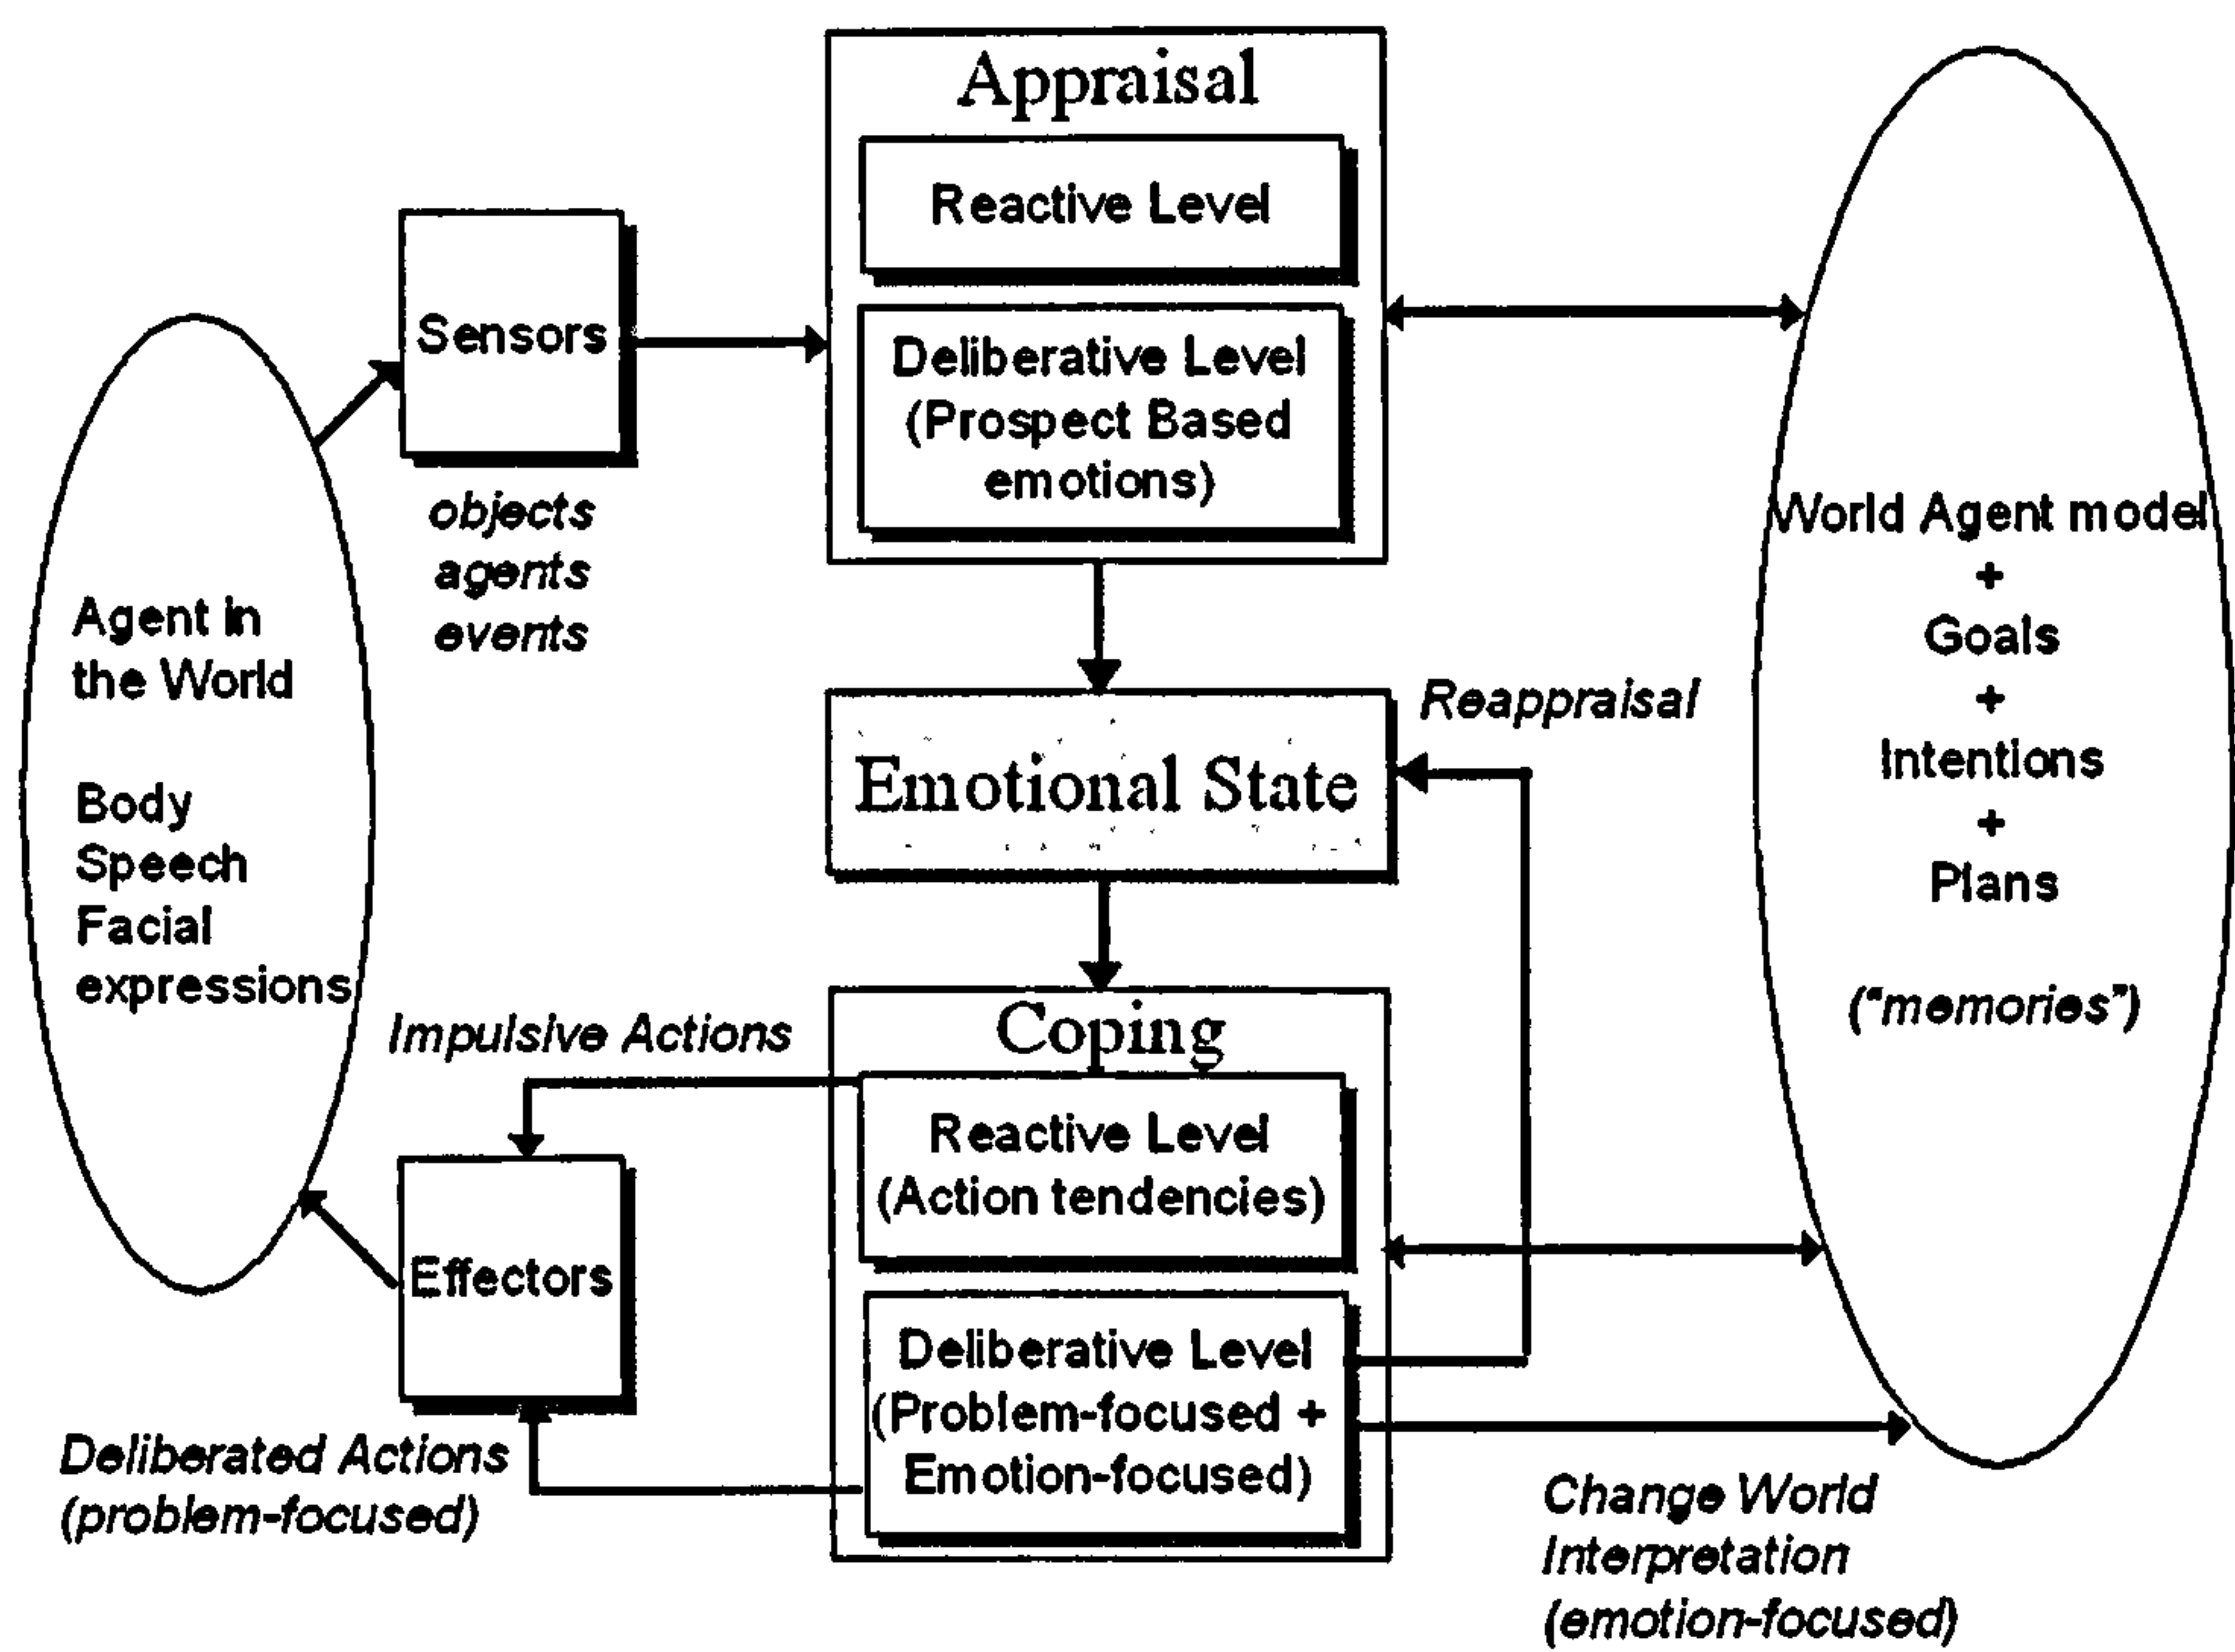 Appraisal
Reactive Level
Deliberative Level
(Prospect Based
emotions)
Sensors
objects
agents
events
Agent in
the World
Body
Speech
Facial
expressions
World Agent model
+
Goals
+
Intentions
+
Plans
("memories")
Reappraisal
Emotional State
Impulsive Actions
Coping
Reactive Level
(Action tendencies)
Effectors
Deliberative Level
(Problem-focused +
Emotion-focused)
Deliberated Actions
(problem-focused)
Change World
Interpretation
(emotion-focused)